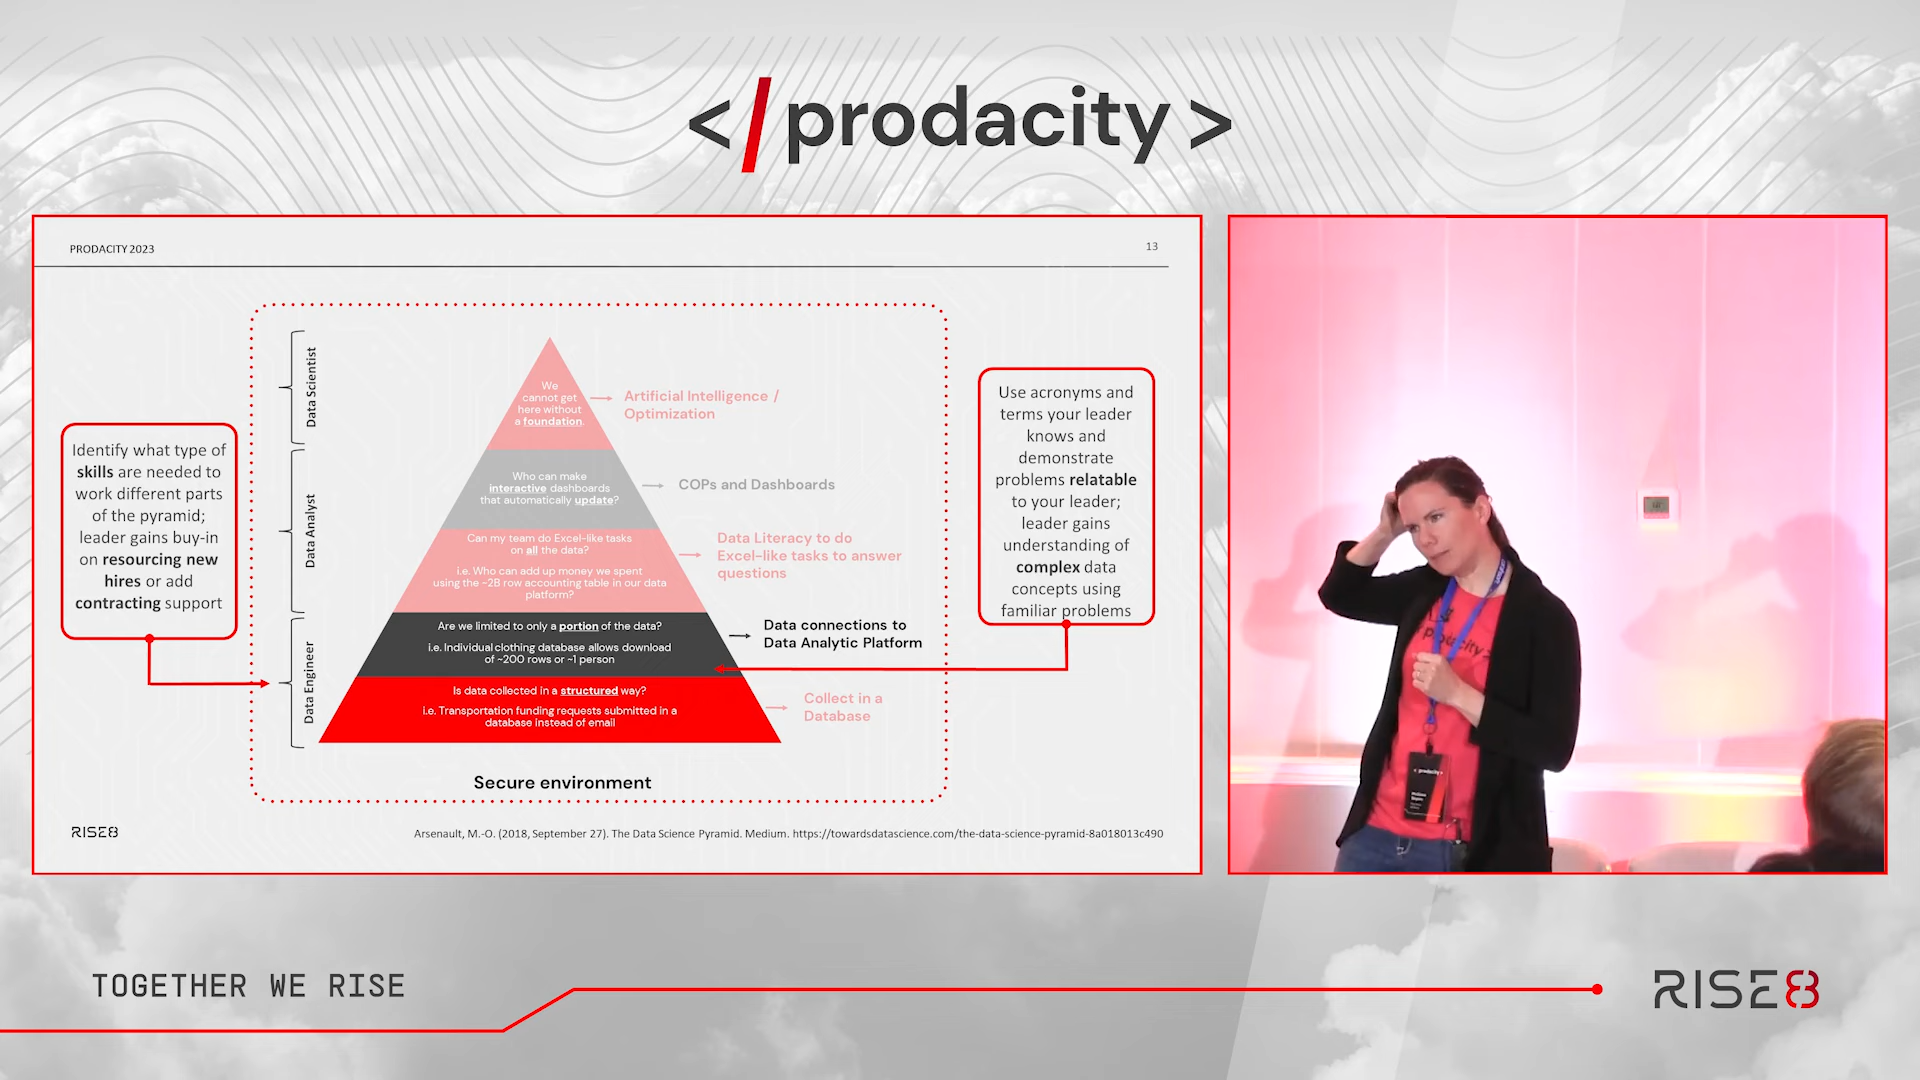 </prodacity>
PRODACITY 2023
13
Data Scientist
We
cannot get
here without
a foundation.
Artificial Intelligence /
Optimization
Data Analyst
Who can make
interactive dashboards
that automatically update?
COPs and Dashboards
Can my team do Excel-like tasks
on all the data?
i.e. Who can add up money we spent
using the ~2B row accounting table in our data
platform?
Data Literacy to do
Excel-like tasks to answer
questions
Data Engineer
Are we limited to only a portion of the data?
i.e. Individual clothing database allows download
of ~200 rows or ~1 person
Data connections to
Data Analytic Platform
Is data collected in a structured way?
i.e. Transportation funding requests submitted in a
database instead of email
Collect in a
Database
Secure environment
Identify what type of
skills are needed to
work different parts
of the pyramid;
leader gains buy-in
on resourcing new
hires or add
contracting support
Use acronyms and
terms your leader
knows and
demonstrate
problems relatable
to your leader;
leader gains
understanding of
complex data
concepts using
familiar problems
RISE8
Arsenault, M.-O. (2018, September 27). The Data Science Pyramid. Medium. https://towardsdatascience.com/the-data-science-pyramid-8a018013c490
prodacity
TOGETHER WE RISE
RISE8